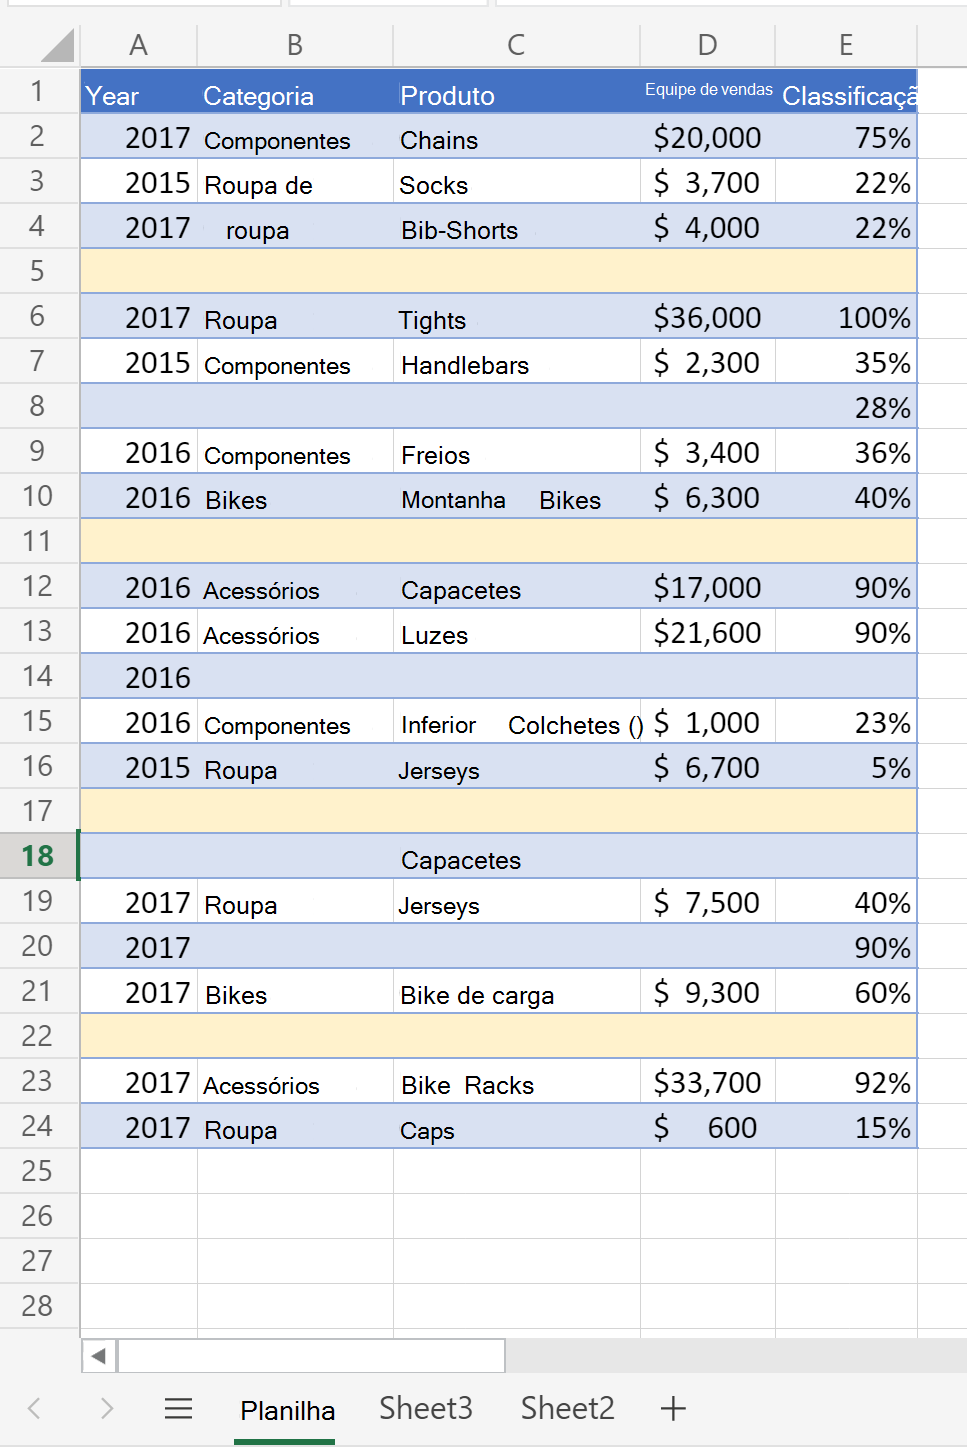 A B C D E
1 Year Categoria Produto Equipe de vendas Classificaçã
2 2017 Componentes Chains $20,000 75%
3 2015 Roupa de Socks $ 3,700 22%
4 2017 roupa Bib-Shorts $ 4,000 22%
5
6 2017 Roupa Tights $36,000 100%
7 2015 Componentes Handlebars $ 2,300 35%
8 28%
9 2016 Componentes Freios $ 3,400 36%
10 2016 Bikes Montanha Bikes $ 6,300 40%
11
12 2016 Acessórios Capacetes $17,000 90%
13 2016 Acessórios Luzes $21,600 90%
14 2016
15 2016 Componentes Inferior Colchetes () $ 1,000 23%
16 2015 Roupa Jerseys $ 6,700 5%
17
18 Capacetes
19 2017 Roupa Jerseys $ 7,500 40%
20 2017 90%
21 2017 Bikes Bike de carga $ 9,300 60%
22
23 2017 Acessórios Bike Racks $33,700 92%
24 2017 Roupa Caps $ 600 15%
25
26
27
28
Planilha Sheet3 Sheet2 +